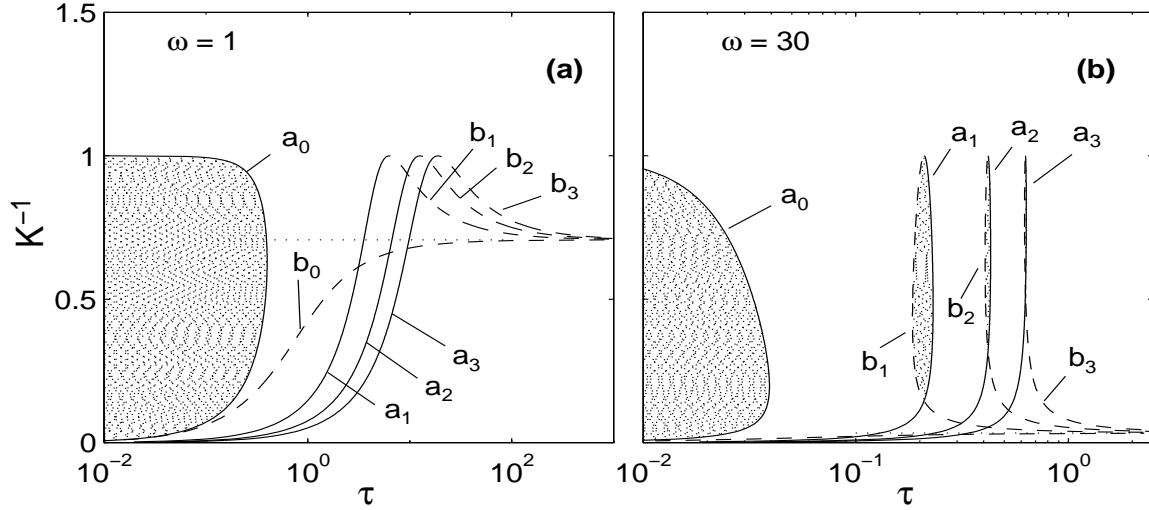 1.5
1
0.5
0
K⁻¹
ω = 1
(a)
a₀
b₁
b₂
b₃
b₀
a₃
a₂
a₁
10⁻²
10⁰
10²
τ
ω = 30
(b)
a₁
a₂
a₃
a₀
b₂
b₁
b₃
10⁻²
10⁻¹
10⁰
τ